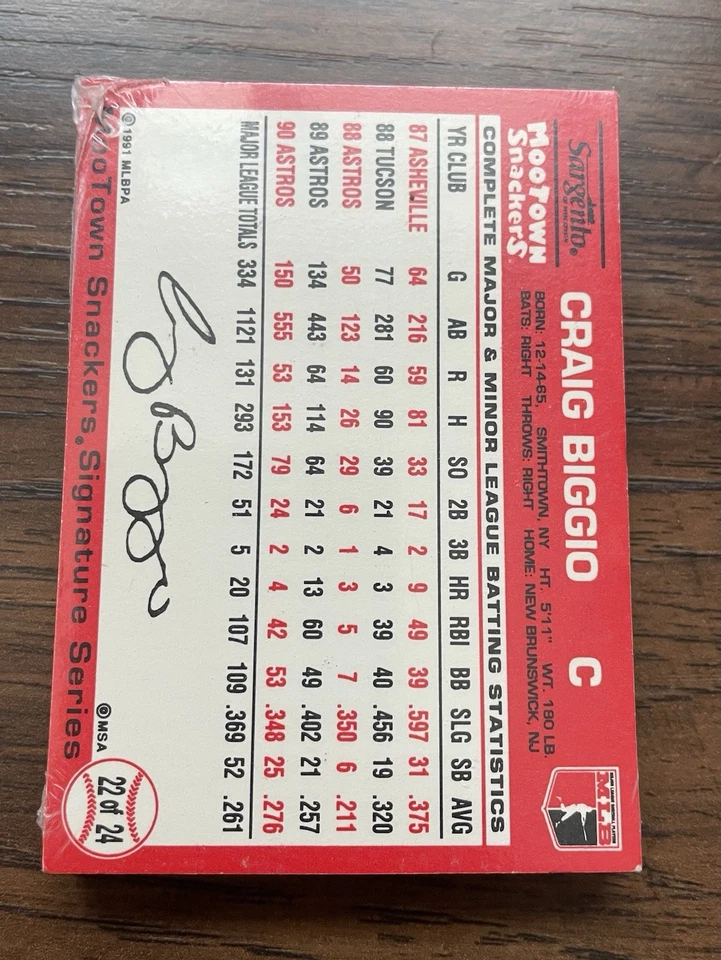 Sargento®
OF WISCONSIN
MooTown
Snackers
CRAIG BIGGIO C
BORN: 12-14-65, SMITHTOWN, NY HT. 5'11" WT. 180 LB.
BATS: RIGHT THROWS: RIGHT HOME: NEW BRUNSWICK, NJ
MLB
COMPLETE MAJOR & MINOR LEAGUE BATTING STATISTICS
YR CLUB G AB R H SO 2B 3B HR RBI BB SLG SB AVG
87 ASHEVILLE 64 216 59 81 33 17 2 9 49 39 .597 31 .375
88 TUCSON 77 281 60 90 39 21 4 3 39 40 .456 19 .320
88 ASTROS 50 123 14 26 29 6 1 3 5 7 .350 6 .211
89 ASTROS 134 443 64 114 64 21 2 13 60 49 .402 21 .257
90 ASTROS 150 555 53 153 79 24 2 4 42 53 .348 25 .276
MAJOR LEAGUE TOTALS 334 1121 131 293 172 51 5 20 107 109 .369 52 .261
Craig Biggio
©1991 MLBPA
©MSA
MooTown Snackers® Signature Series
22 of 24